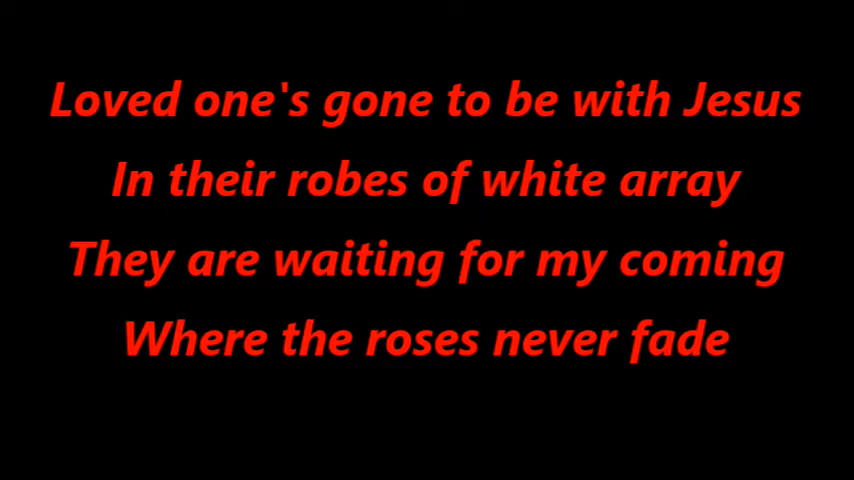 Loved one's gone to be with Jesus
In their robes of white array
They are waiting for my coming
Where the roses never fade